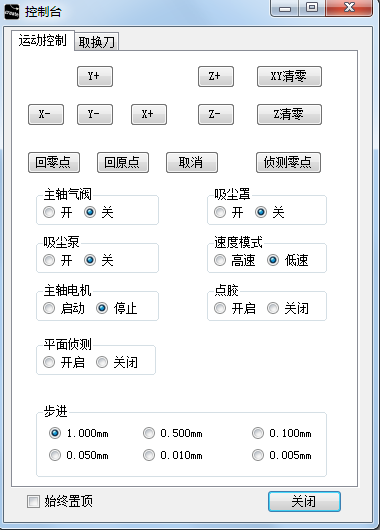 控制台
运动控制 取换刀
Y+ Z+ XY清零
X- Y- X+ Z- Z清零
回零点 回原点 取消 侦测零点
主轴气阀 吸尘罩
开 关 开 关
吸尘泵 速度模式
开 关 高速 低速
主轴电机 点胶
启动 停止 开启 关闭
平面侦测
开启 关闭
步进
1.000mm 0.500mm 0.100mm
0.050mm 0.010mm 0.005mm
始终置顶 关闭